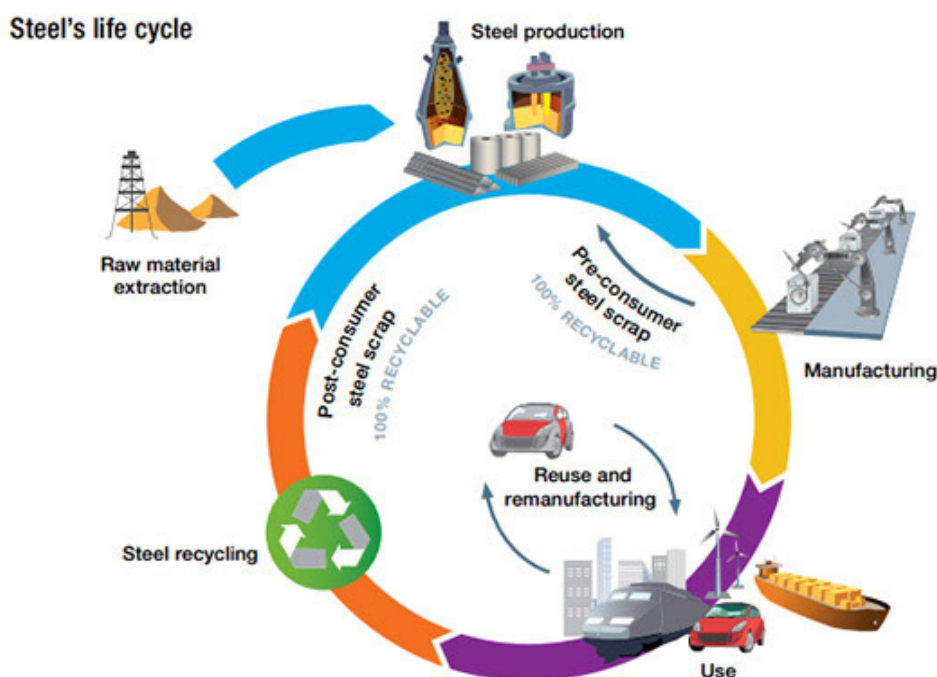 Steel's life cycle
Steel production
Raw material
extraction
Pre-consumer
steel scrap
100% RECYCLABLE
Manufacturing
Post-consumer
steel scrap
100% RECYCLABLE
Reuse and
remanufacturing
Steel recycling
Use